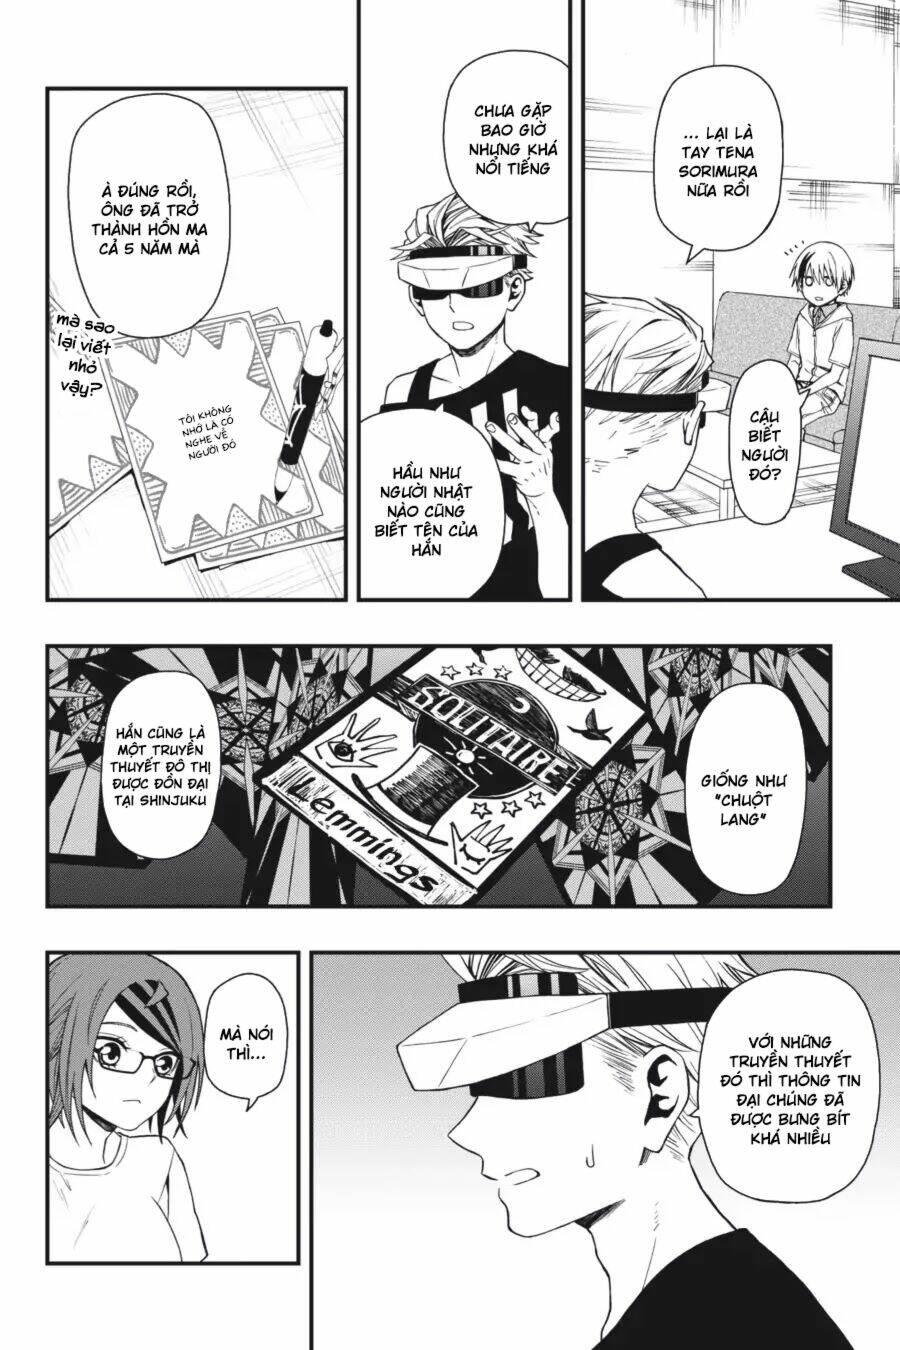 ... LẠI LÀ
TAY TENA
SORIMURA
NỮA RỒI
CẬU
BIẾT
NGƯỜI
ĐÓ?
CHƯA GẶP
BAO GIỜ
NHƯNG KHÁ
NỔI TIẾNG
HẦU NHƯ
NGƯỜI NHẬT
NÀO CŨNG
BIẾT TÊN CỦA
HẮN
À ĐÚNG RỒI,
ÔNG ĐÃ TRỞ
THÀNH HỒN MA
CẢ 5 NĂM MÀ
mà sao
lại viết
nhỏ
vậy?
TÔI KHÔNG
NHỚ LÀ CÓ
NGHE VỀ
NGƯỜI ĐÓ
GIỐNG NHƯ
"CHUỘT
LANG"
SOLITAIRE
Lemmings
HẮN CŨNG LÀ
MỘT TRUYỀN
THUYẾT ĐÔ THỊ
ĐƯỢC ĐỒN ĐẠI
TẠI SHINJUKU
VỚI NHỮNG
TRUYỀN THUYẾT
ĐÓ THÌ THÔNG TIN
ĐẠI CHÚNG ĐÃ
ĐƯỢC BƯNG BÍT
KHÁ NHIỀU
MÀ NÓI
THÌ...